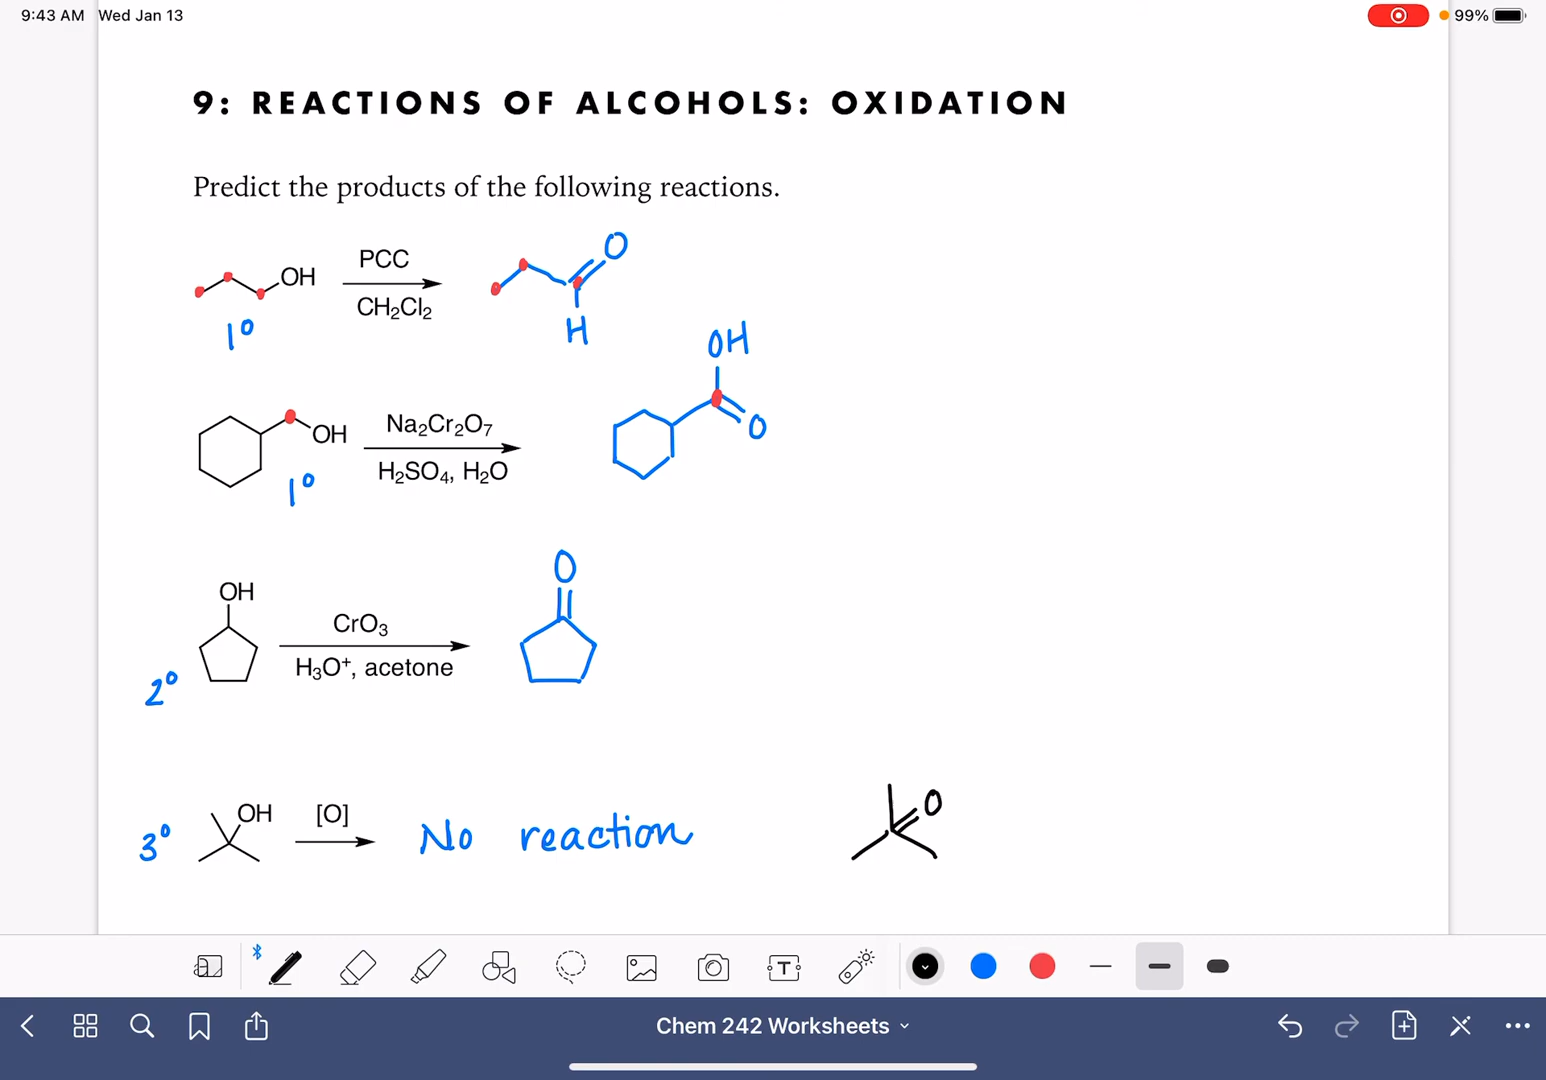 9:43 AM Wed Jan 13
99%
9: REACTIONS OF ALCOHOLS: OXIDATION
Predict the products of the following reactions.
OH PCC O
CH₂Cl₂
1° H
OH
OH Na₂Cr₂O₇ O
H₂SO₄, H₂O
1°
O
OH
CrO₃
H₃O⁺, acetone
2°
OH [O] O
3° No reaction
T
Chem 242 Worksheets